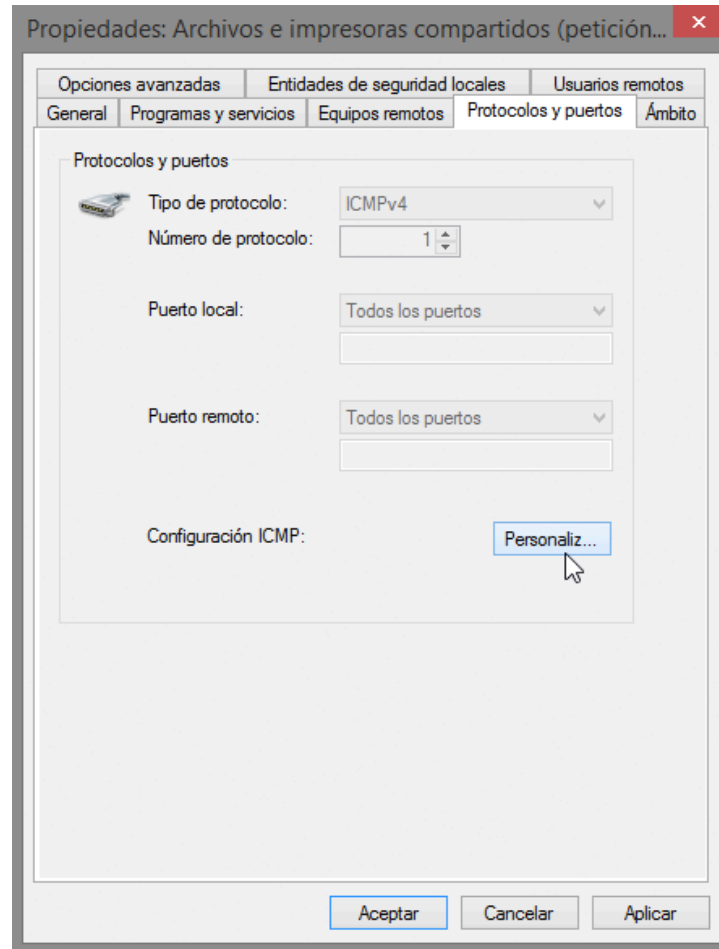 Propiedades: Archivos e impresoras compartidos (petición...
Opciones avanzadas Entidades de seguridad locales Usuarios remotos
General Programas y servicios Equipos remotos Protocolos y puertos Ámbito
Protocolos y puertos
Tipo de protocolo: ICMPv4
Número de protocolo: 1
Puerto local: Todos los puertos
Puerto remoto: Todos los puertos
Configuración ICMP: Personaliz...
Aceptar Cancelar Aplicar